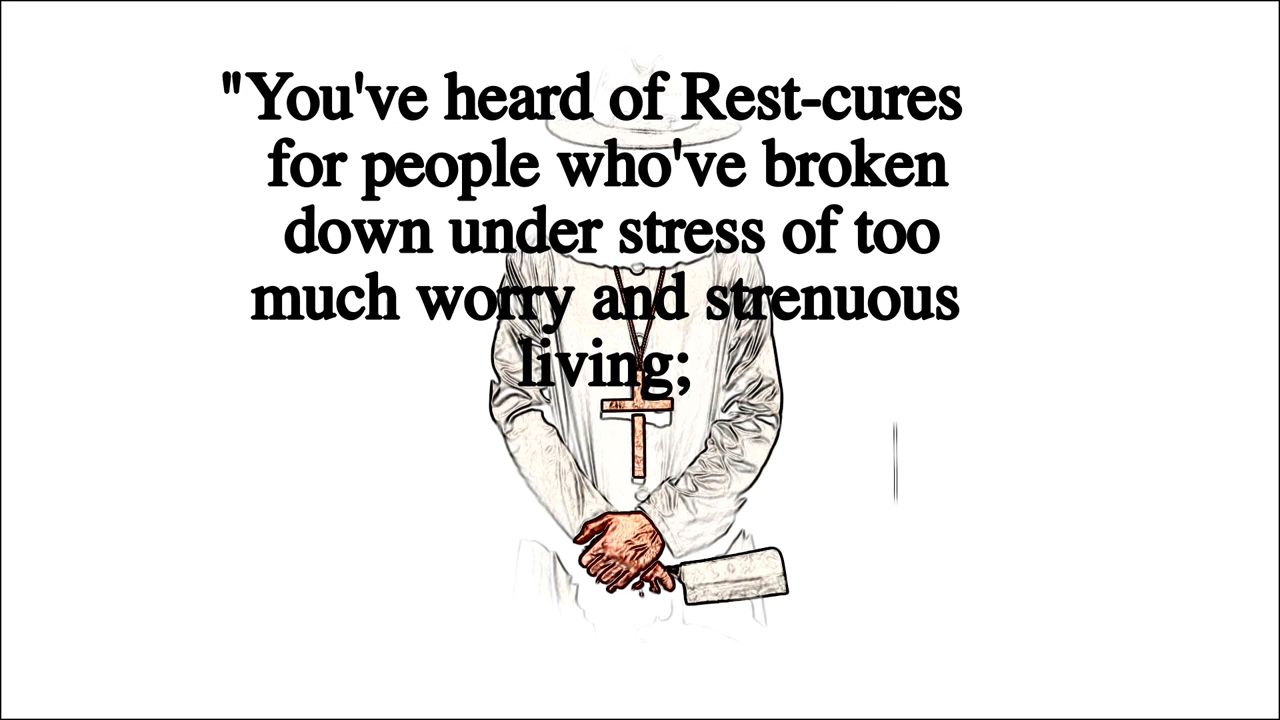 "You've heard of Rest-cures
for people who've broken
down under stress of too
much worry and strenuous
living;